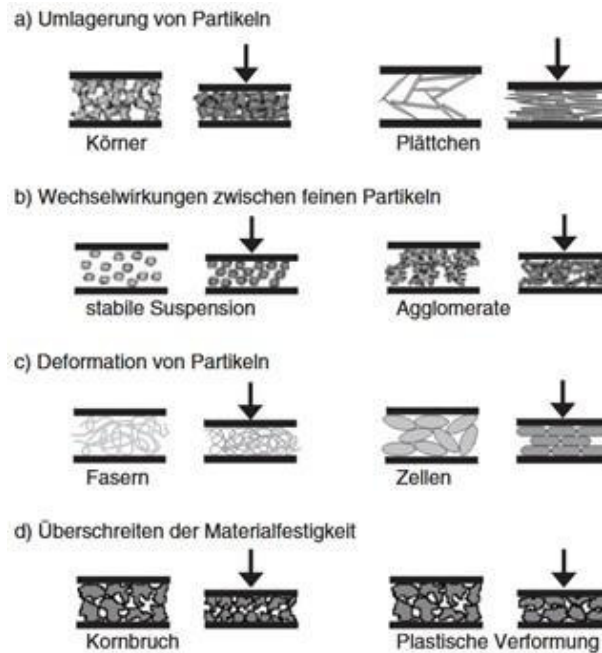 a) Umlagerung von Partikeln
Körner Plättchen
b) Wechselwirkungen zwischen feinen Partikeln
stabile Suspension Agglomerate
c) Deformation von Partikeln
Fasern Zellen
d) Überschreiten der Materialfestigkeit
Kornbruch Plastische Verformung